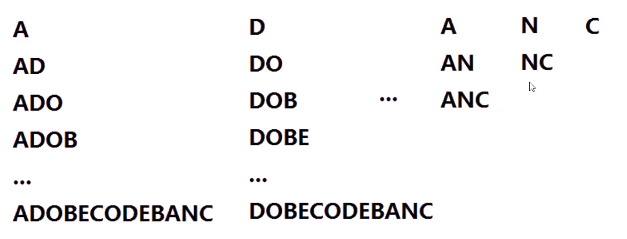 A
AD
ADO
ADOB
...
ADOBECODEBANC
D
DO
DOB
DOBE
...
DOBECODEBANC
...
A
AN
ANC
N
NC
C